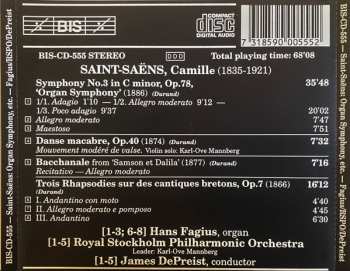 BIS
COMPACT disc DIGITAL AUDIO
7 318590 005552
BIS-CD-555 STEREO DDD Total playing time: 68'08
SAINT-SAËNS, Camille (1835-1921)
Symphony No.3 in C minor, Op.78, 35'48
'Organ Symphony' (1886) (Durand)
1/1. Adagio 1'10 — 1/2. Allegro moderato 9'12 —
1/3. Poco adagio 9'37 20'02
Allegro moderato 7'47
Maestoso 7'51
Danse macabre, Op.40 (1874) (Durand) 7'32
Mouvement modéré de valse. Violin solo: Karl-Ove Mannberg
Bacchanale from 'Samson et Dalila' (1877) (Durand) 7'16
Recitativo — Allegro moderato
Trois Rhapsodies sur des cantiques bretons, Op.7 (1866) 16'12
(Durand)
I. Andantino con moto 4'40
II. Allegro moderato e pomposo 4'45
III. Andantino 6'30
[1-3; 6-8] Hans Fagius, organ
[1-5] Royal Stockholm Philharmonic Orchestra
Leader: Karl-Ove Mannberg
[1-5] James DePreist, conductor
BIS-CD-555 — Saint-Saëns: Organ Symphony, etc. — Fagius/RSPO/DePreist
BIS-CD-555 — Saint-Saëns: Organ Symphony, etc. — Fagius/RSPO/DePreist